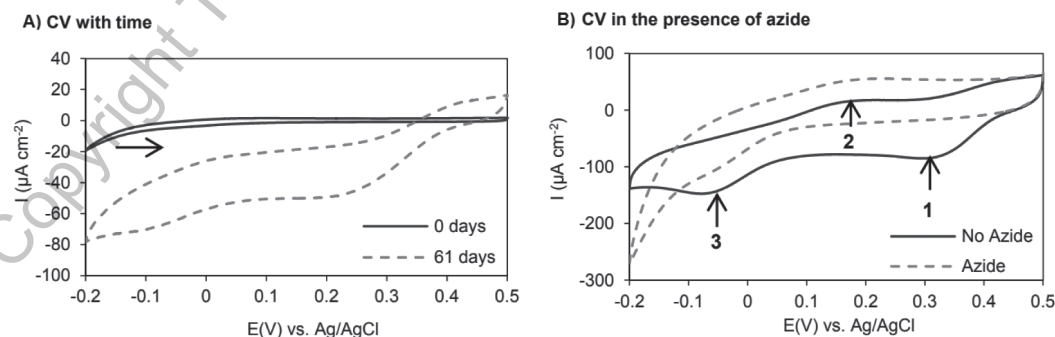 Copyright T
A) CV with time
I (µA cm⁻²)
40
20
0
-20
-40
-60
-80
-100
0 days
61 days
-0.2
-0.1
0
0.1
0.2
0.3
0.4
0.5
E(V) vs. Ag/AgCl
B) CV in the presence of azide
I (µA cm⁻²)
100
0
-100
-200
-300
2
1
3
No Azide
Azide
-0.2
-0.1
0
0.1
0.2
0.3
0.4
0.5
E(V) vs. Ag/AgCl